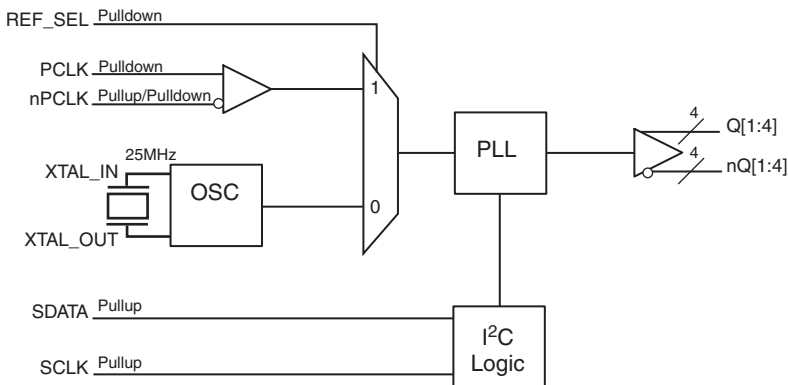 REF_SEL Pulldown
PCLK Pulldown
nPCLK Pullup/Pulldown
1
4
Q[1:4]
PLL
4
nQ[1:4]
25MHz
XTAL_IN
OSC
0
XTAL_OUT
SDATA Pullup
I²C
Logic
SCLK Pullup